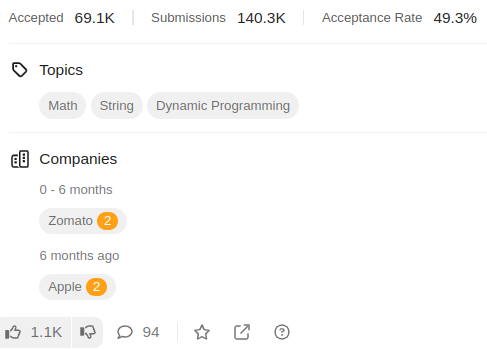 Accepted 69.1K Submissions 140.3K Acceptance Rate 49.3%
Topics
Math String Dynamic Programming
Companies
0 - 6 months
Zomato 2
6 months ago
Apple 2
1.1K 94